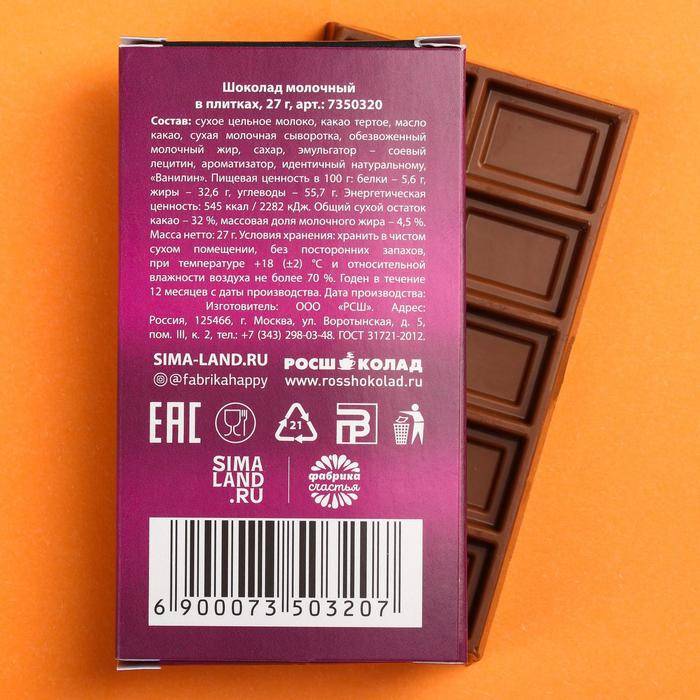 Шоколад молочный
в плитках, 27 г, арт.: 7350320
Состав: сухое цельное молоко, какао тертое, масло
какао, сухая молочная сыворотка, обезвоженный
молочный жир, сахар, эмульгатор – соевый
лецитин, ароматизатор, идентичный натуральному,
«Ванилин». Пищевая ценность в 100 г: белки – 5,6 г,
жиры – 32,6 г, углеводы – 55,7 г. Энергетическая
ценность: 545 ккал / 2282 кДж. Общий сухой остаток
какао – 32 %, массовая доля молочного жира – 4,5 %.
Масса нетто: 27 г. Условия хранения: хранить в чистом
сухом помещении, без посторонних запахов,
при температуре +18 (±2) °С и относительной
влажности воздуха не более 70 %. Годен в течение
12 месяцев с даты производства. Дата производства:
Изготовитель: ООО «РСШ». Адрес:
Россия, 125466, г. Москва, ул. Воротынская, д. 5,
пом. III, к. 2, тел.: +7 (343) 298-03-48. ГОСТ 31721-2012.
SIMA-LAND.RU РОСШОКОЛАД
@fabrikahappy www.rosshokolad.ru
EAC 21
SIMA
LAND
.RU
фабрика
счастья
6 900073 503207